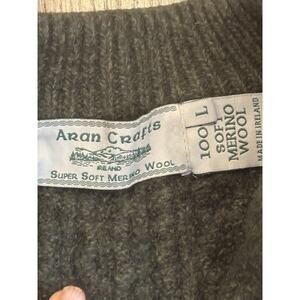 Aran Crafts
IRELAND
Super Soft Merino Wool
L
100%
SOFT
MERINO
WOOL
MADE IN IRELAND